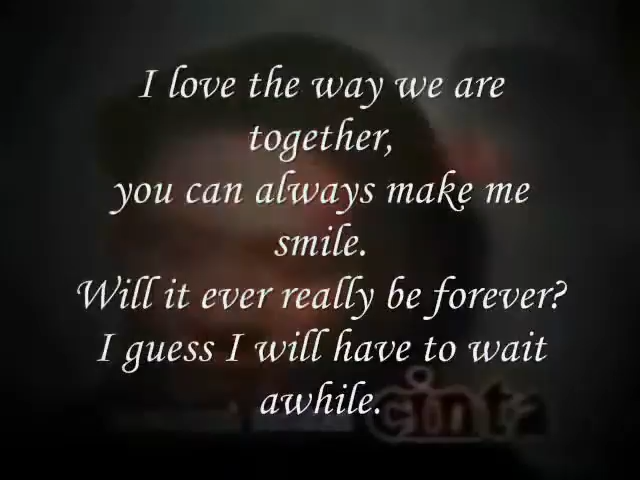 I love the way we are
together,
you can always make me
smile.
Will it ever really be forever?
I guess I will have to wait
awhile.
cinta